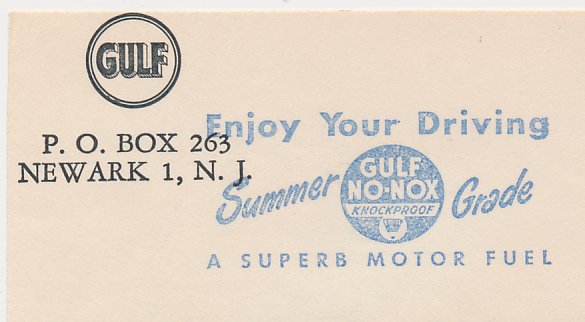 GULF
P. O. BOX 263
NEWARK 1, N. J.
Enjoy Your Driving
Summer
GULF
NO-NOX
KNOCKPROOF
Grade
A SUPERB MOTOR FUEL